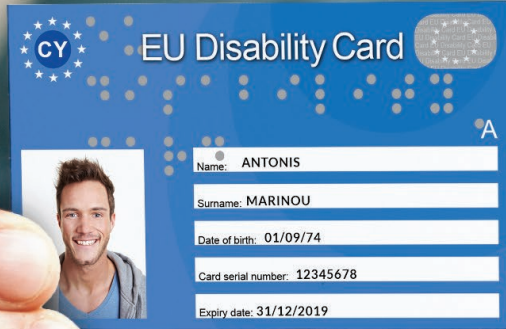 CY
EU Disability Card
A
Name: ANTONIS
Surname: MARINOU
Date of birth: 01/09/74
Card serial number: 12345678
Expiry date: 31/12/2019